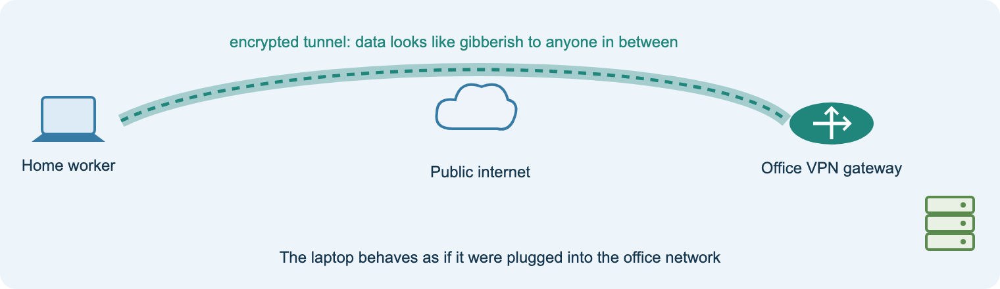 encrypted tunnel: data looks like gibberish to anyone in between
Home worker
Public internet
Office VPN gateway
The laptop behaves as if it were plugged into the office network